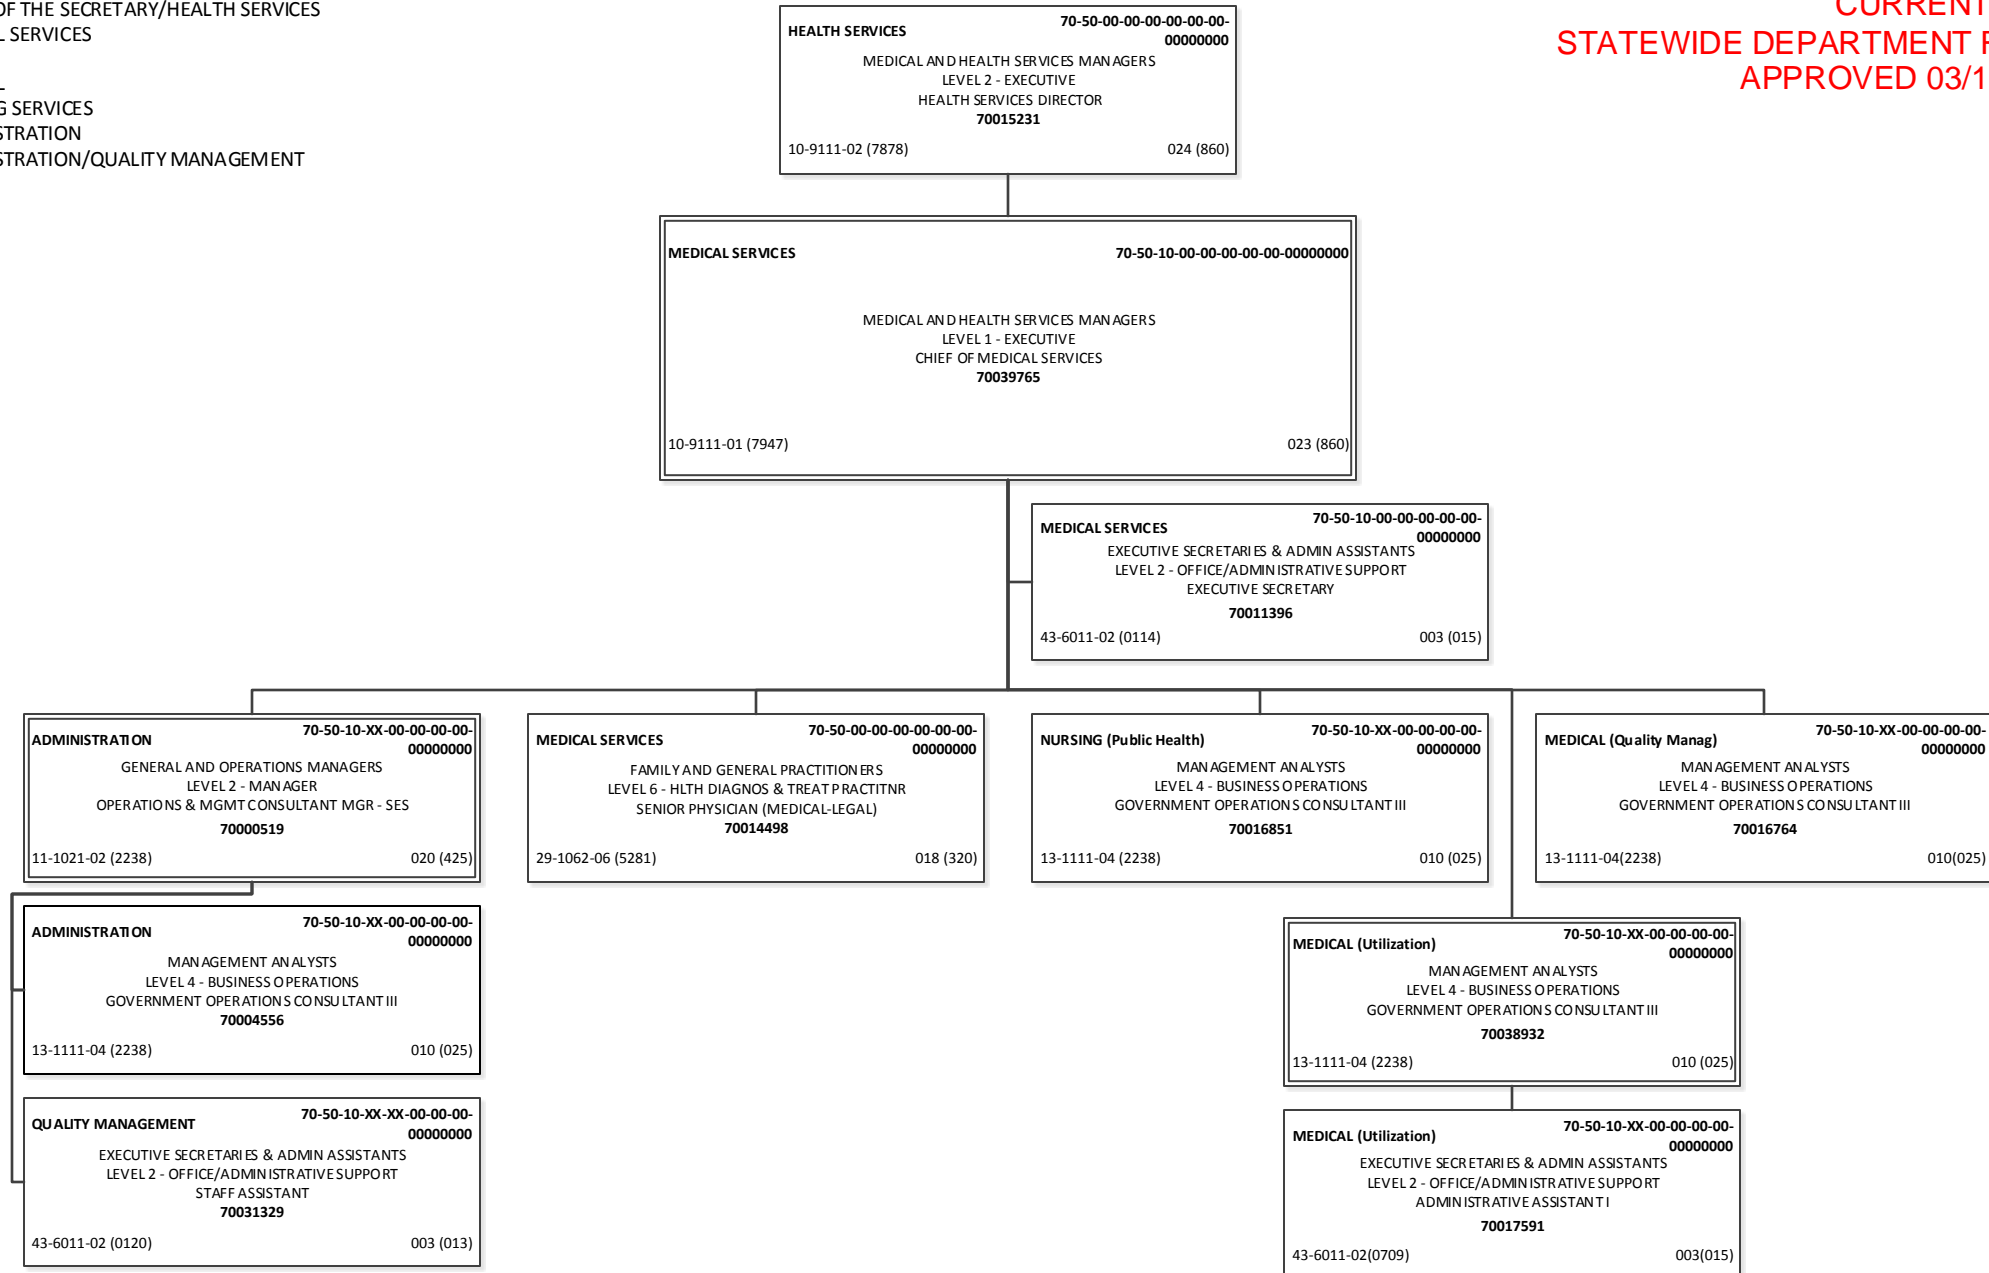 OF THE SECRETARY/HEALTH SERVICES
L SERVICES
G SERVICES
STRATION
STRATION/QUALITY MANAGEMENT
CURRENT
STATEWIDE DEPARTMENT
APPROVED 03/1
HEALTH SERVICES 70-50-00-00-00-00-00-00-
00000000
MEDICAL AND HEALTH SERVICES MANAGERS
LEVEL 2 - EXECUTIVE
HEALTH SERVICES DIRECTOR
70015231
10-9111-02 (7878) 024 (860)
MEDICAL SERVICES 70-50-10-00-00-00-00-00-00000000
MEDICAL AND HEALTH SERVICES MANAGERS
LEVEL 1 - EXECUTIVE
CHIEF OF MEDICAL SERVICES
70039765
10-9111-01 (7947) 023 (860)
MEDICAL SERVICES 70-50-10-00-00-00-00-00-
00000000
EXECUTIVE SECRETARIES & ADMIN ASSISTANTS
LEVEL 2 - OFFICE/ADMINISTRATIVE SUPPORT
EXECUTIVE SECRETARY
70011396
43-6011-02 (0114) 003 (015)
ADMINISTRATION 70-50-10-XX-00-00-00-00-
00000000
GENERAL AND OPERATIONS MANAGERS
LEVEL 2 - MANAGER
OPERATIONS & MGMT CONSULTANT MGR - SES
70000519
11-1021-02 (2238) 020 (425)
MEDICAL SERVICES 70-50-00-00-00-00-00-00-
00000000
FAMILY AND GENERAL PRACTITIONERS
LEVEL 6 - HLTH DIAGNOS & TREAT PRACTITNR
SENIOR PHYSICIAN (MEDICAL-LEGAL)
70014498
29-1062-06 (5281) 018 (320)
NURSING (Public Health) 70-50-10-XX-00-00-00-00-
00000000
MANAGEMENT ANALYSTS
LEVEL 4 - BUSINESS OPERATIONS
GOVERNMENT OPERATIONS CONSULTANT III
70016851
13-1111-04 (2238) 010 (025)
MEDICAL (Quality Manag) 70-50-10-XX-00-00-00-00-
00000000
MANAGEMENT ANALYSTS
LEVEL 4 - BUSINESS OPERATIONS
GOVERNMENT OPERATIONS CONSULTANT III
70016764
13-1111-04(2238) 010(025)
ADMINISTRATION 70-50-10-XX-00-00-00-00-
00000000
MANAGEMENT ANALYSTS
LEVEL 4 - BUSINESS OPERATIONS
GOVERNMENT OPERATIONS CONSULTANT III
70004556
13-1111-04 (2238) 010 (025)
MEDICAL (Utilization) 70-50-10-XX-00-00-00-00-
00000000
MANAGEMENT ANALYSTS
LEVEL 4 - BUSINESS OPERATIONS
GOVERNMENT OPERATIONS CONSULTANT III
70038932
13-1111-04 (2238) 010 (025)
QUALITY MANAGEMENT 70-50-10-XX-XX-00-00-00-
00000000
EXECUTIVE SECRETARIES & ADMIN ASSISTANTS
LEVEL 2 - OFFICE/ADMINISTRATIVE SUPPORT
STAFF ASSISTANT
70031329
43-6011-02 (0120) 003 (013)
MEDICAL (Utilization) 70-50-10-XX-00-00-00-00-
00000000
EXECUTIVE SECRETARIES & ADMIN ASSISTANTS
LEVEL 2 - OFFICE/ADMINISTRATIVE SUPPORT
ADMINISTRATIVE ASSISTANT I
70017591
43-6011-02(0709) 003(015)